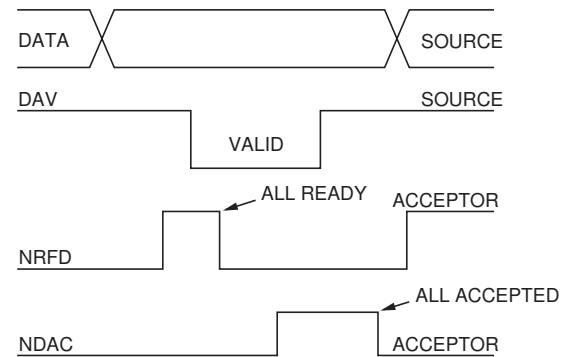 DATA SOURCE
DAV SOURCE
VALID
ALL READY
ACCEPTOR
NRFD
ALL ACCEPTED
NDAC ACCEPTOR